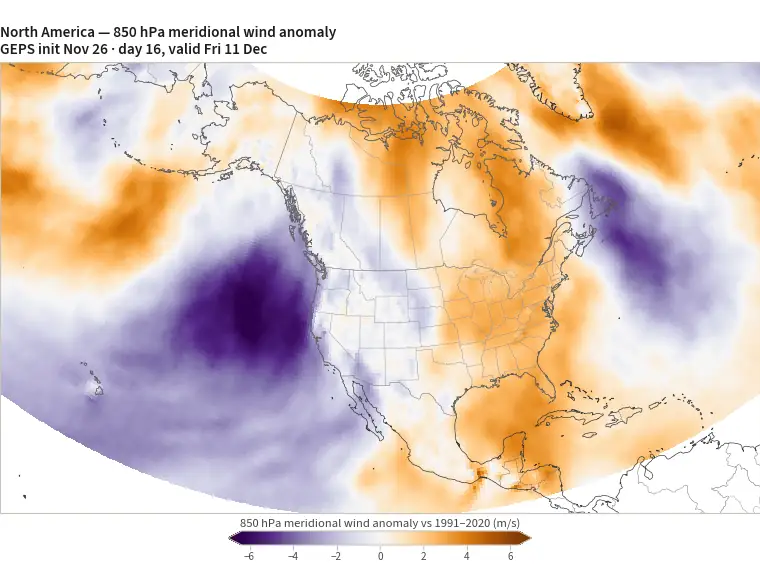 North America — 850 hPa meridional wind anomaly
GEPS init Nov 26 · day 16, valid Fri 11 Dec
850 hPa meridional wind anomaly vs 1991–2020 (m/s)
−6 −4 −2 0 2 4 6